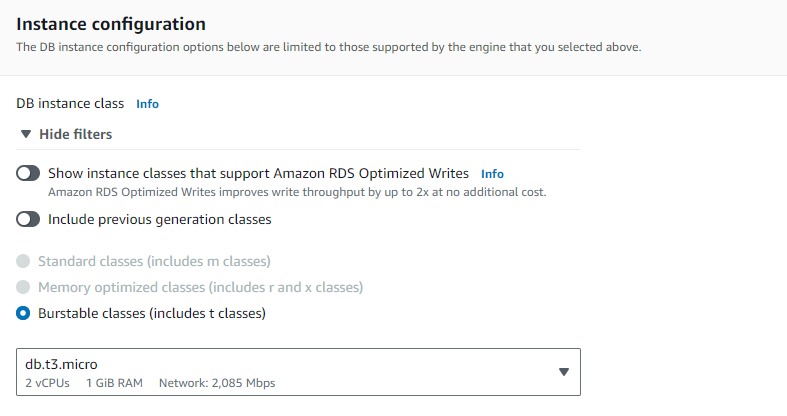 Instance configuration
The DB instance configuration options below are limited to those supported by the engine that you selected above.
DB instance class Info
Hide filters
Show instance classes that support Amazon RDS Optimized Writes Info
Amazon RDS Optimized Writes improves write throughput by up to 2x at no additional cost.
Include previous generation classes
Standard classes (includes m classes)
Memory optimized classes (includes r and x classes)
Burstable classes (includes t classes)
db.t3.micro
2 vCPUs 1 GiB RAM Network: 2,085 Mbps